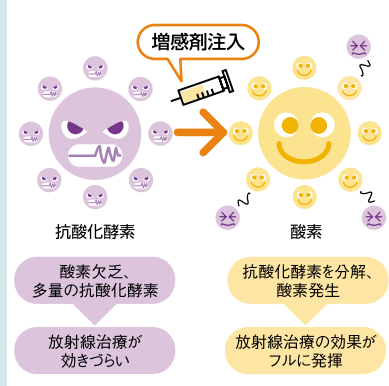 増感剤注入
抗酸化酵素
酸素
酸素欠乏、
多量の抗酸化酵素
放射線治療が
効きづらい
抗酸化酵素を分解、
酸素発生
放射線治療の効果が
フルに発揮